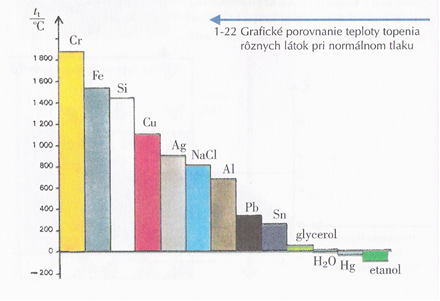 t_t
°C
1-22 Grafické porovnanie teploty topenia
rôznych látok pri normálnom tlaku
1 800
1 600
1 400
1 200
1 000
800
600
400
200
0
−200
Cr
Fe
Si
Cu
Ag
NaCl
Al
Pb
Sn
glycerol
H₂O
Hg
etanol